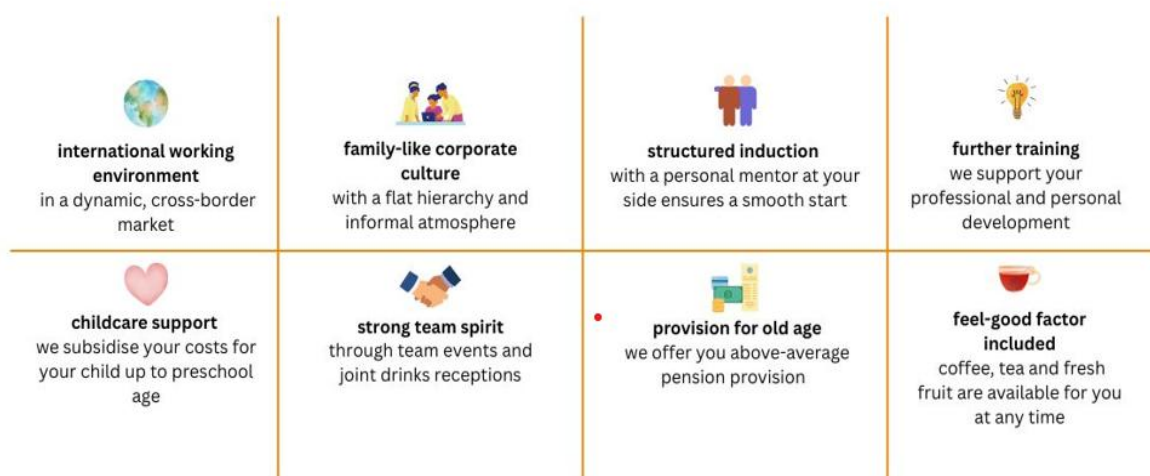 international working
environment
in a dynamic, cross-border
market
family-like corporate
culture
with a flat hierarchy and
informal atmosphere
structured induction
with a personal mentor at your
side ensures a smooth start
further training
we support your
professional and personal
development
childcare support
we subsidise your costs for
your child up to preschool
age
strong team spirit
through team events and
joint drinks receptions
provision for old age
we offer you above-average
pension provision
feel-good factor
included
coffee, tea and fresh
fruit are available for you
at any time